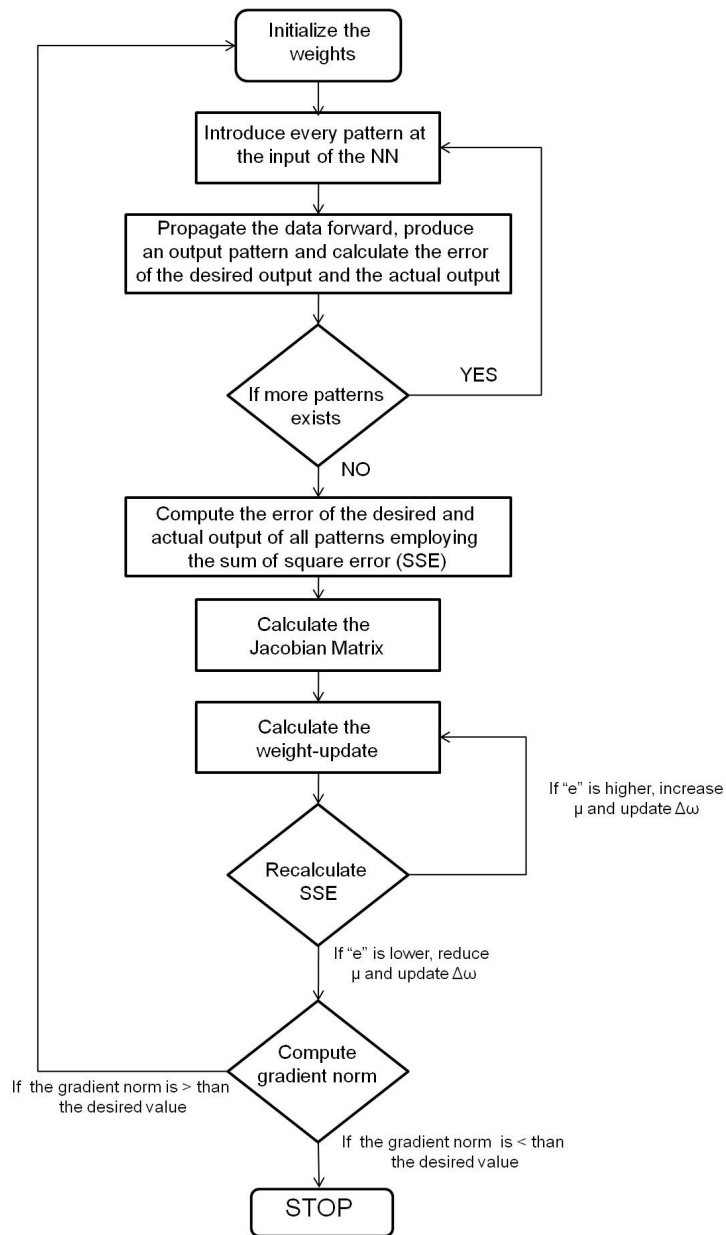 Initialize the
weights
Introduce every pattern at
the input of the NN
Propagate the data forward, produce
an output pattern and calculate the error
of the desired output and the actual output
YES
If more patterns
exists
NO
Compute the error of the desired and
actual output of all patterns employing
the sum of square error (SSE)
Calculate the
Jacobian Matrix
Calculate the
weight-update
If “e” is higher, increase
μ and update Δω
Recalculate
SSE
If “e” is lower, reduce
μ and update Δω
Compute
gradient norm
If the gradient norm is > than
the desired value
If the gradient norm is < than
the desired value
STOP